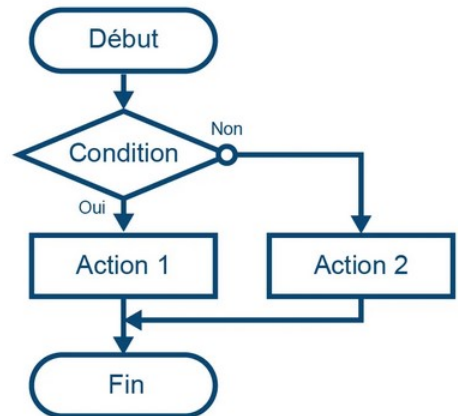 Début
Condition
Non
Oui
Action 1
Action 2
Fin